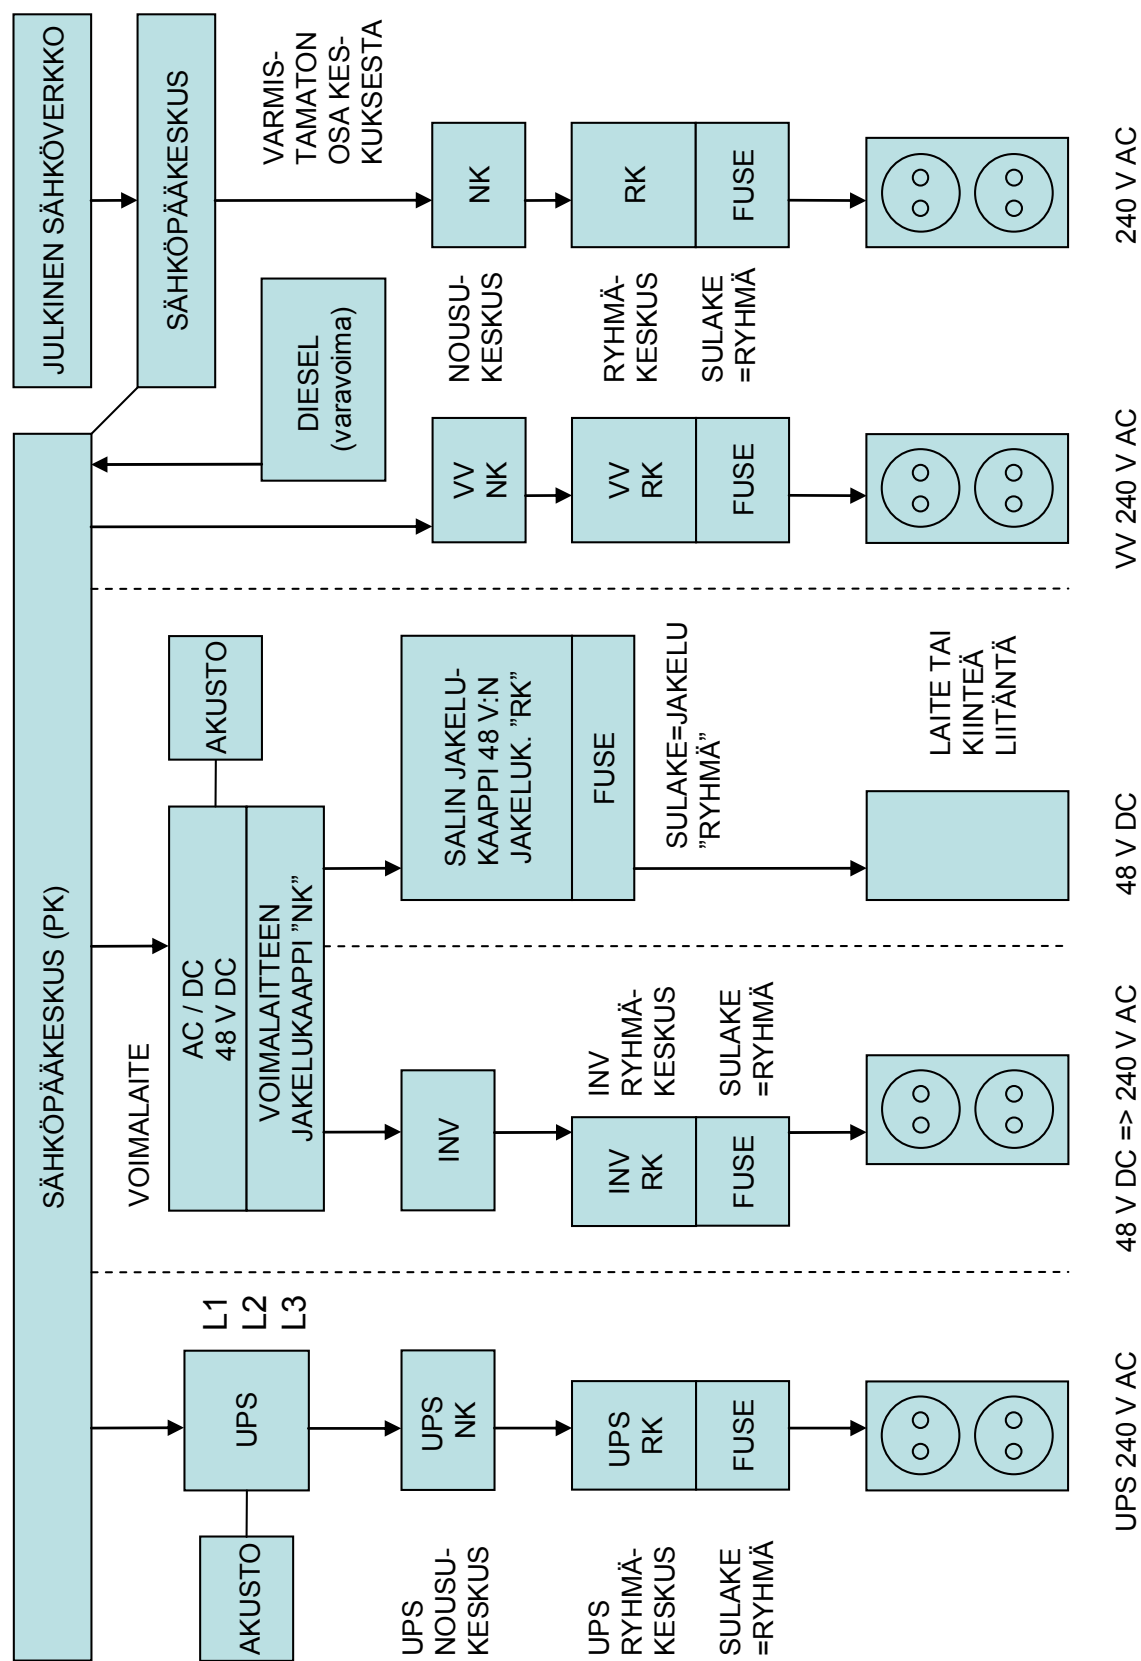 JULKINEN SÄHKÖVERKKO
SÄHKÖPÄÄKESKUS
VARMIS-
TAMATON
OSA KES-
KUKSESTA
NK
RK
FUSE
240 V AC
DIESEL
(varavoima)
NOUSU-
KESKUS
RYHMÄ-
KESKUS
SULAKE
=RYHMÄ
SÄHKÖPÄÄKESKUS (PK)
VV
NK
VV
RK
FUSE
VV 240 V AC
AKUSTO
VOIMALAITE
AC / DC
48 V DC
VOIMALAITTEEN
JAKELUKAAPPI ”NK”
SALIN JAKELU-
KAAPPI 48 V:N
JAKELUK. ”RK”
FUSE
SULAKE=JAKELU
”RYHMÄ”
LAITE TAI
KIINTEÄ
LIITÄNTÄ
48 V DC
INV
INV
RYHMÄ-
KESKUS
SULAKE
=RYHMÄ
INV
RK
FUSE
48 V DC => 240 V AC
L1
L2
L3
UPS
UPS
NK
UPS
RK
FUSE
UPS 240 V AC
AKUSTO
UPS
NOUSU-
KESKUS
UPS
RYHMÄ-
KESKUS
SULAKE
=RYHMÄ